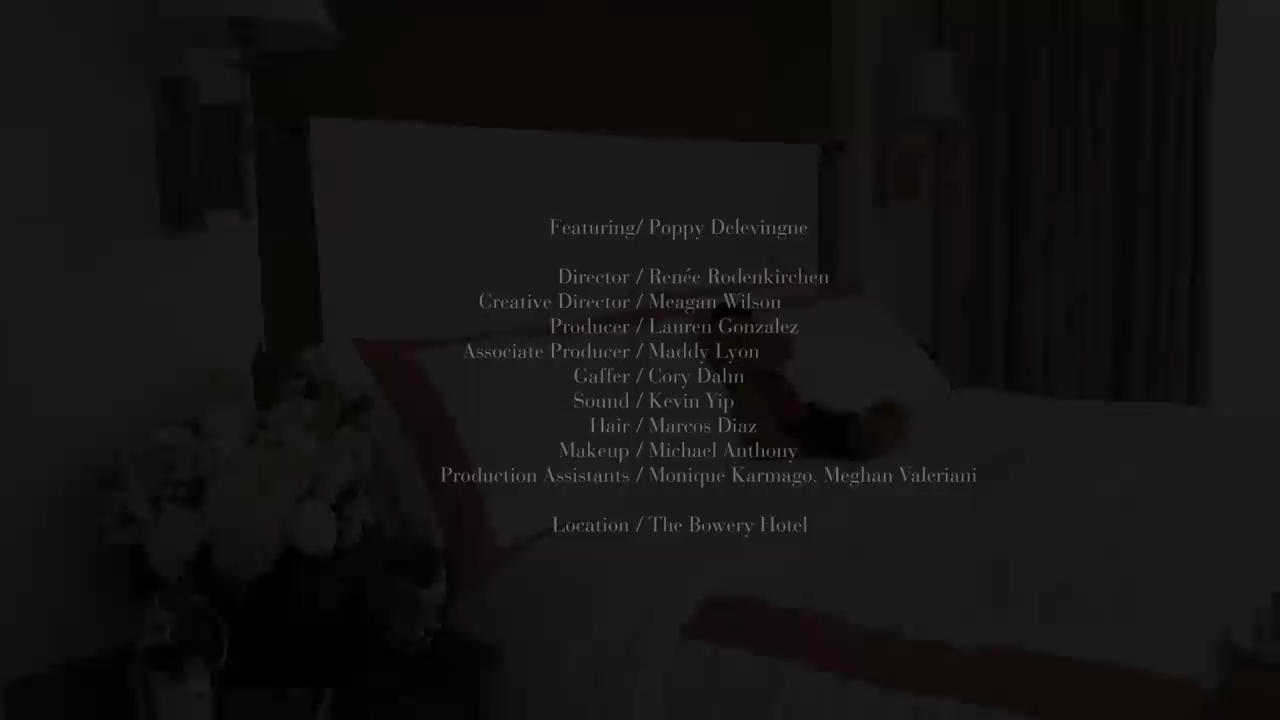 Featuring/ Poppy Delevingne
Director / Renée Rodenkirchen
Creative Director / Meagan Wilson
Producer / Lauren Gonzalez
Associate Producer / Maddy Lyon
Gaffer / Cory Dahn
Sound / Kevin Yip
Hair / Marcos Diaz
Makeup / Michael Anthony
Production Assistants / Monique Karmago. Meghan Valeriani
Location / The Bowery Hotel